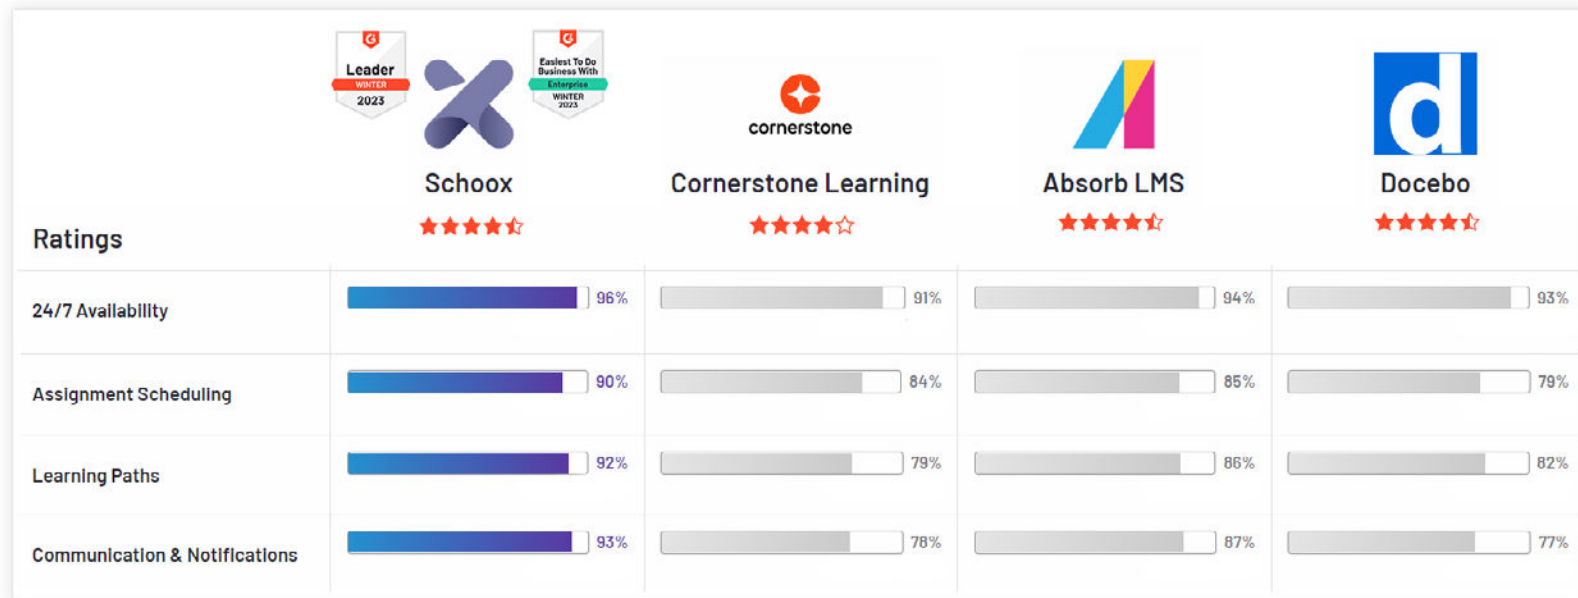 Leader
WINTER
2023
Easiest To Do
Business With
Enterprise
WINTER
2023
cornerstone
d
Schoox
Cornerstone Learning
Absorb LMS
Docebo
Ratings
24/7 Availability
96%
91%
94%
93%
Assignment Scheduling
90%
84%
85%
79%
Learning Paths
92%
79%
86%
82%
Communication & Notifications
93%
78%
87%
77%